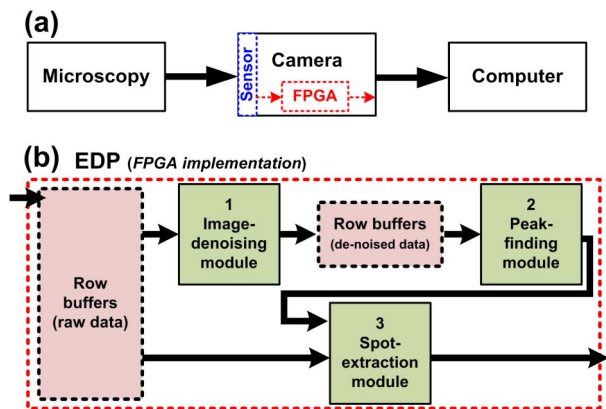 (a)
Microscopy
Sensor
Camera
FPGA
Computer
(b) EDP (FPGA implementation)
Row
buffers
(raw data)
1
Image-
denoising
module
Row buffers
(de-noised data)
2
Peak-
finding
module
3
Spot-
extraction
module